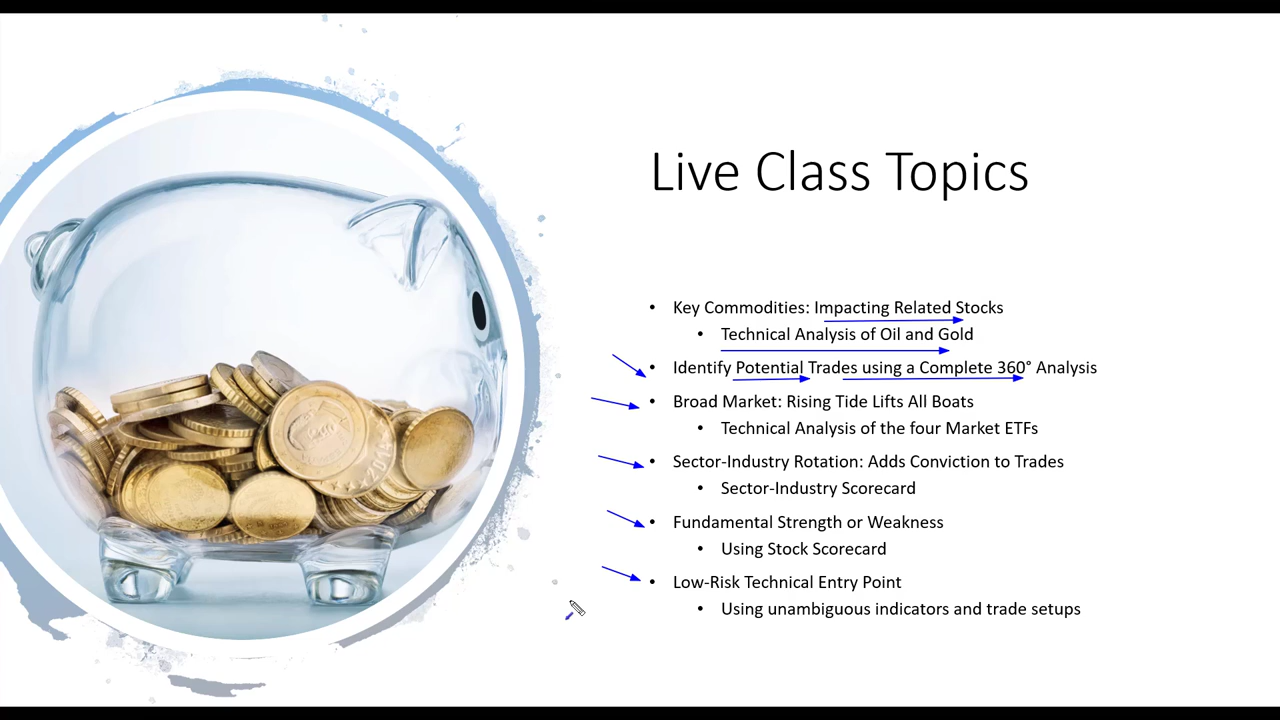 Live Class Topics
• Key Commodities: Impacting Related Stocks
• Technical Analysis of Oil and Gold
• Identify Potential Trades using a Complete 360° Analysis
• Broad Market: Rising Tide Lifts All Boats
• Technical Analysis of the four Market ETFs
• Sector-Industry Rotation: Adds Conviction to Trades
• Sector-Industry Scorecard
• Fundamental Strength or Weakness
• Using Stock Scorecard
• Low-Risk Technical Entry Point
• Using unambiguous indicators and trade setups